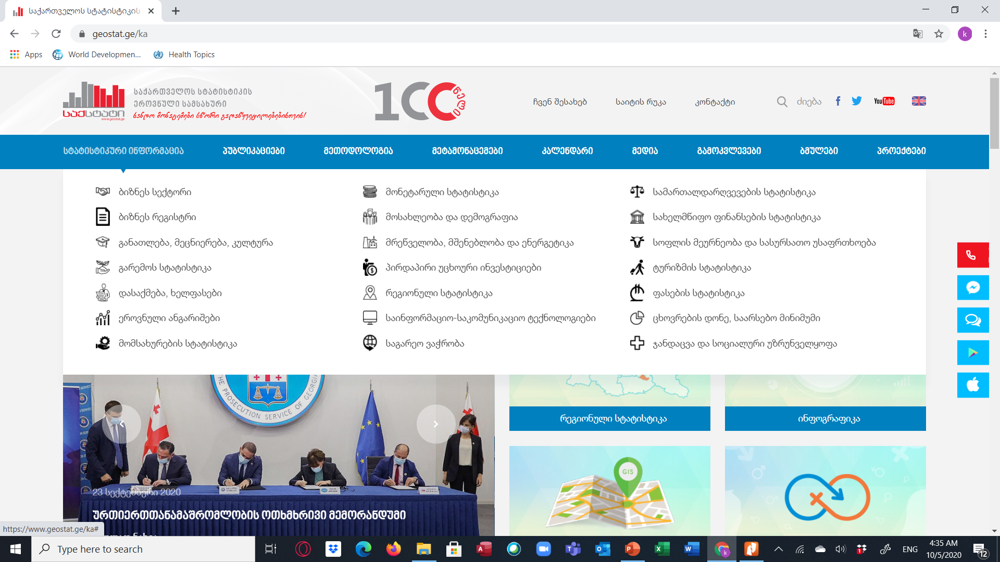 საქართველოს სტატისტიკის
geostat.ge/ka
k
Apps
World Developmen...
Health Topics
საქსტატი
www.geostat.ge
საქართველოს სტატისტიკის
ეროვნული სამსახური
სანდო მონაცემები სწორი გადაწყვეტილებებისთვის!
100 წელი
ჩვენ შესახებ
საიტის რუკა
კონტაქტი
ძიება
YouTube
სტატისტიკური ინფორმაცია
პუბლიკაციები
მეთოდოლოგია
მეტამონაცემები
კალენდარი
მედია
გამოკვლევები
ბმულები
პროექტები
ბიზნეს სექტორი
ბიზნეს რეგისტრი
განათლება, მეცნიერება, კულტურა
გარემოს სტატისტიკა
დასაქმება, ხელფასები
ეროვნული ანგარიშები
მომსახურების სტატისტიკა
მონეტარული სტატისტიკა
მოსახლეობა და დემოგრაფია
მრეწველობა, მშენებლობა და ენერგეტიკა
პირდაპირი უცხოური ინვესტიციები
რეგიონული სტატისტიკა
საინფორმაციო-საკომუნიკაციო ტექნოლოგიები
საგარეო ვაჭრობა
სამართალდარღვევების სტატისტიკა
სახელმწიფო ფინანსების სტატისტიკა
სოფლის მეურნეობა და სასურსათო უსაფრთხოება
ტურიზმის სტატისტიკა
ფასების სტატისტიკა
ცხოვრების დონე, საარსებო მინიმუმი
ჯანდაცვა და სოციალური უზრუნველყოფა
THE PROSECUTION SERVICE OF GEORGIA
23 სექტემბერი 2020
ურთიერთთანამაშრომლობის ოთხმხრივი მემორანდუმი
რეგიონული სტატისტიკა
ინფოგრაფიკა
GIS
https://www.geostat.ge/ka#
Type here to search
ENG
4:35 AM
10/5/2020
12